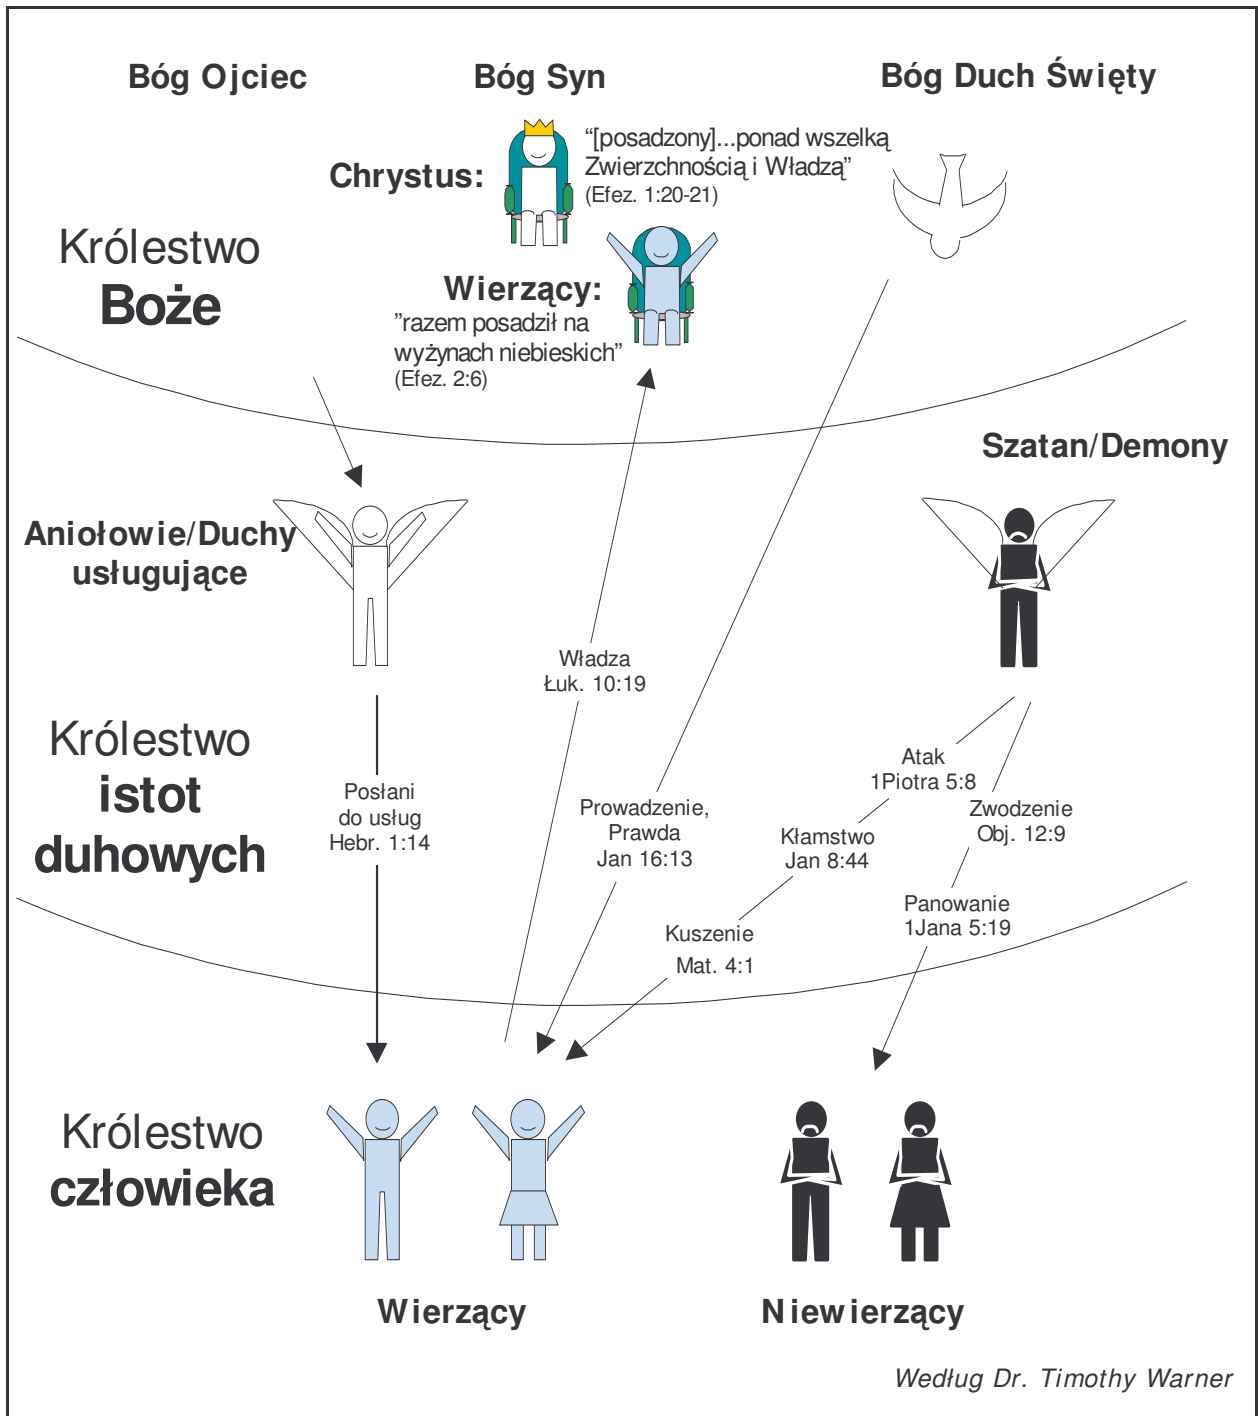 Bóg Ojciec
Bóg Syn
Bóg Duch Święty
Chrystus:
“[posadzony]...ponad wszelką
Zwierzchnością i Władzą”
(Efez. 1:20-21)
Królestwo
Boże
Wierzący:
”razem posadził na
wyżynach niebieskich”
(Efez. 2:6)
Szatan/Demony
Aniołowie/Duchy
usługujące
Władza
Łuk. 10:19
Królestwo
istot
duhowych
Posłani
do usług
Hebr. 1:14
Prowadzenie,
Prawda
Jan 16:13
Atak
1Piotra 5:8
Kłamstwo
Jan 8:44
Zwodzenie
Obj. 12:9
Kuszenie
Mat. 4:1
Panowanie
1Jana 5:19
Królestwo
człowieka
Wierzący
Niewierzący
Według Dr. Timothy Warner